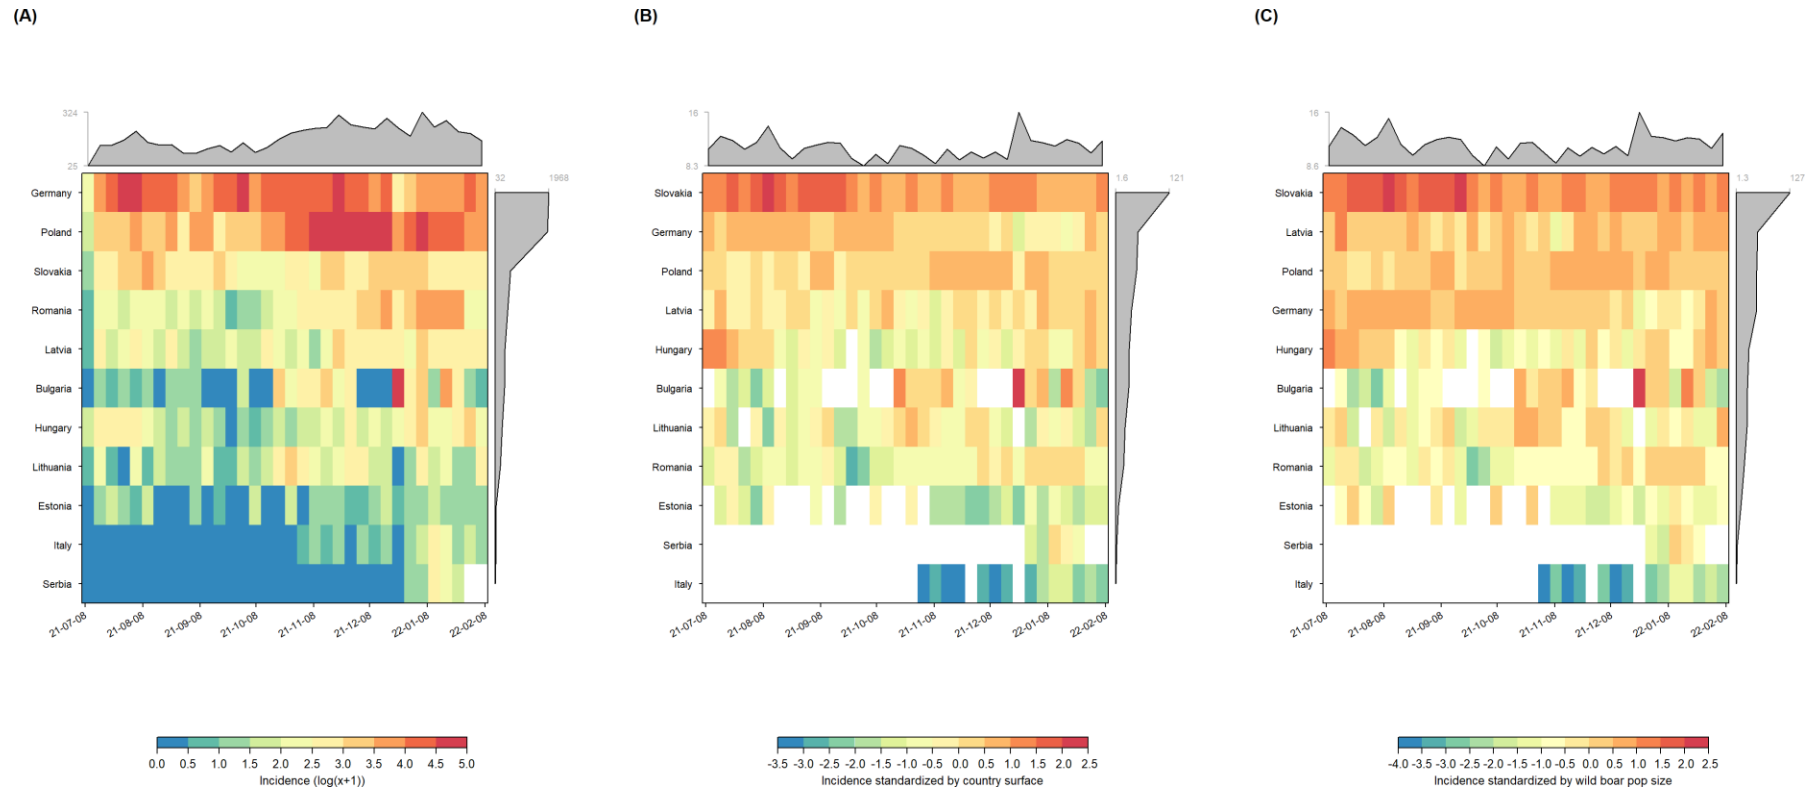 (A)
324
25
32 1968
Germany
Poland
Slovakia
Romania
Latvia
Bulgaria
Hungary
Lithuania
Estonia
Italy
Serbia
21-07-08 21-08-08 21-09-08 21-10-08 21-11-08 21-12-08 22-01-08 22-02-08
0.0 0.5 1.0 1.5 2.0 2.5 3.0 3.5 4.0 4.5 5.0
Incidence (log(x+1))
(B)
16
8.3
1.6 121
Slovakia
Germany
Poland
Latvia
Hungary
Bulgaria
Lithuania
Romania
Estonia
Serbia
Italy
21-07-08 21-08-08 21-09-08 21-10-08 21-11-08 21-12-08 22-01-08 22-02-08
-3.5 -3.0 -2.5 -2.0 -1.5 -1.0 -0.5 0.0 0.5 1.0 1.5 2.0 2.5
Incidence standardized by country surface
(C)
16
8.6
1.3 127
Slovakia
Latvia
Poland
Germany
Hungary
Bulgaria
Lithuania
Romania
Estonia
Serbia
Italy
21-07-08 21-08-08 21-09-08 21-10-08 21-11-08 21-12-08 22-01-08 22-02-08
-4.0 -3.5 -3.0 -2.5 -2.0 -1.5 -1.0 -0.5 0.0 0.5 1.0 1.5 2.0 2.5
Incidence standardized by wild boar pop size